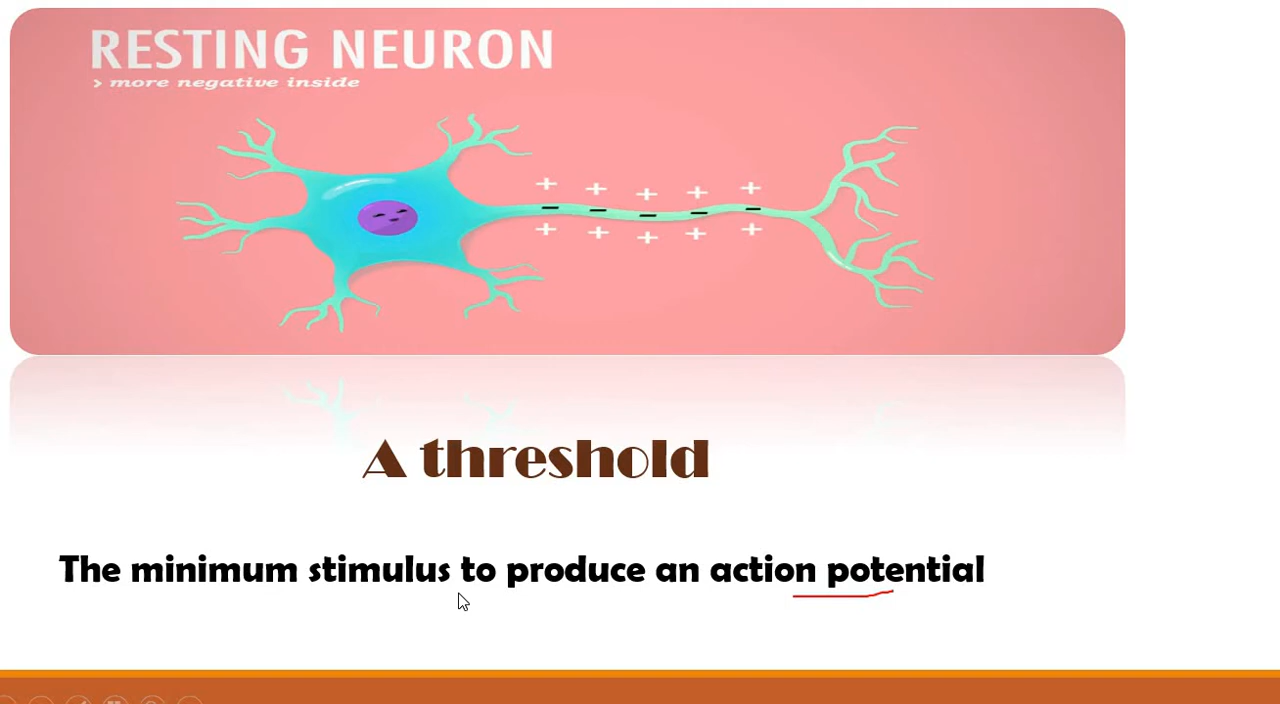 RESTING NEURON
> more negative inside
A threshold
The minimum stimulus to produce an action potential